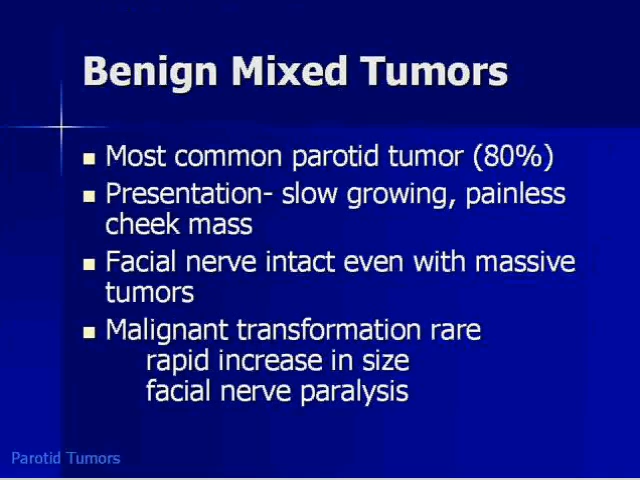 Benign Mixed Tumors
Most common parotid tumor (80%)
Presentation- slow growing, painless
cheek mass
Facial nerve intact even with massive
tumors
Malignant transformation rare
rapid increase in size
facial nerve paralysis
Parotid Tumors